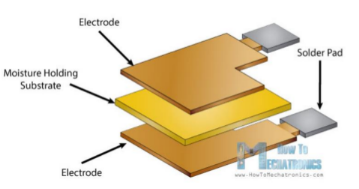 Electrode
Solder Pad
Moisture Holding
Substrate
Electrode
How To
MECHATRONICS
www.HowToMechatronics.com